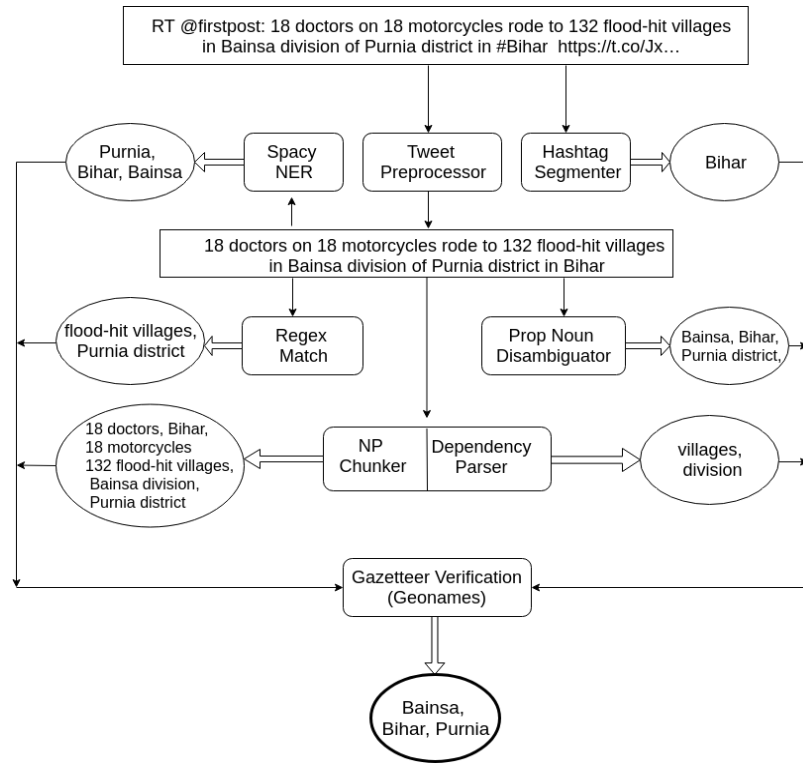 RT @firstpost: 18 doctors on 18 motorcycles rode to 132 flood-hit villages
in Bainsa division of Purnia district in #Bihar https://t.co/Jx…
Purnia,
Bihar, Bainsa
Spacy
NER
Tweet
Preprocessor
Hashtag
Segmenter
Bihar
18 doctors on 18 motorcycles rode to 132 flood-hit villages
in Bainsa division of Purnia district in Bihar
flood-hit villages,
Purnia district
Regex
Match
Prop Noun
Disambiguator
Bainsa, Bihar,
Purnia district,
18 doctors, Bihar,
18 motorcycles
132 flood-hit villages,
Bainsa division,
Purnia district
NP
Chunker
Dependency
Parser
villages,
division
Gazetteer Verification
(Geonames)
Bainsa,
Bihar, Purnia